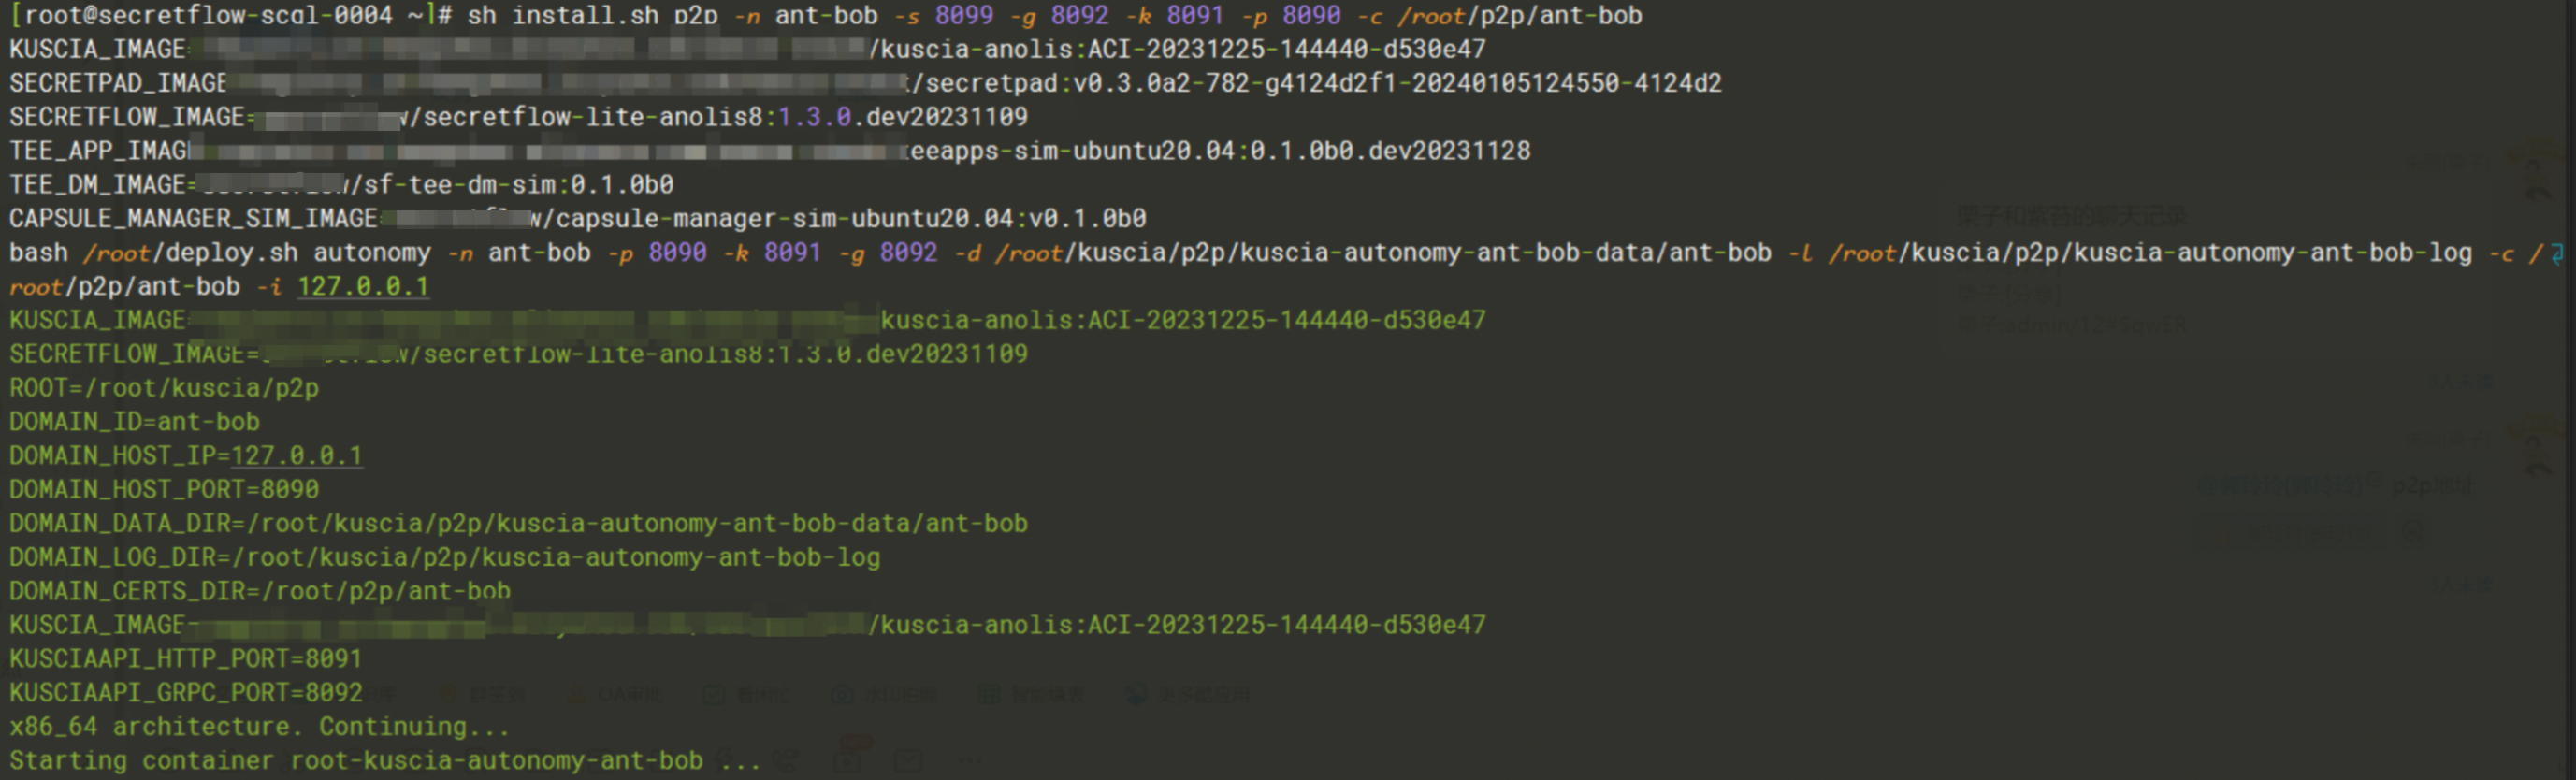 [root@secretflow-scql-0004 ~]# sh install.sh p2p -n ant-bob -s 8099 -g 8092 -k 8091 -p 8090 -c /root/p2p/ant-bob
KUSCIA_IMAGE= /kuscia-anolis:ACI-20231225-144440-d530e47
SECRETPAD_IMAGE /secretpad:v0.3.0a2-782-g4124d2f1-20240105124550-4124d2
SECRETFLOW_IMAGE= /secretflow-lite-anolis8:1.3.0.dev20231109
TEE_APP_IMAG eeapps-sim-ubuntu20.04:0.1.0b0.dev20231128
TEE_DM_IMAGE= /sf-tee-dm-sim:0.1.0b0
CAPSULE_MANAGER_SIM_IMAGE= w/capsule-manager-sim-ubuntu20.04:v0.1.0b0
bash /root/deploy.sh autonomy -n ant-bob -p 8090 -k 8091 -g 8092 -d /root/kuscia/p2p/kuscia-autonomy-ant-bob-data/ant-bob -l /root/kuscia/p2p/kuscia-autonomy-ant-bob-log -c /
root/p2p/ant-bob -i 127.0.0.1
KUSCIA_IMAGE= kuscia-anolis:ACI-20231225-144440-d530e47
SECRETFLOW_IMAGE= /secretflow-lite-anolis8:1.3.0.dev20231109
ROOT=/root/kuscia/p2p
DOMAIN_ID=ant-bob
DOMAIN_HOST_IP=127.0.0.1
DOMAIN_HOST_PORT=8090
DOMAIN_DATA_DIR=/root/kuscia/p2p/kuscia-autonomy-ant-bob-data/ant-bob
DOMAIN_LOG_DIR=/root/kuscia/p2p/kuscia-autonomy-ant-bob-log
DOMAIN_CERTS_DIR=/root/p2p/ant-bob
KUSCIA_IMAGE= /kuscia-anolis:ACI-20231225-144440-d530e47
KUSCIAAPI_HTTP_PORT=8091
KUSCIAAPI_GRPC_PORT=8092
x86_64 architecture. Continuing...
Starting container root-kuscia-autonomy-ant-bob ...